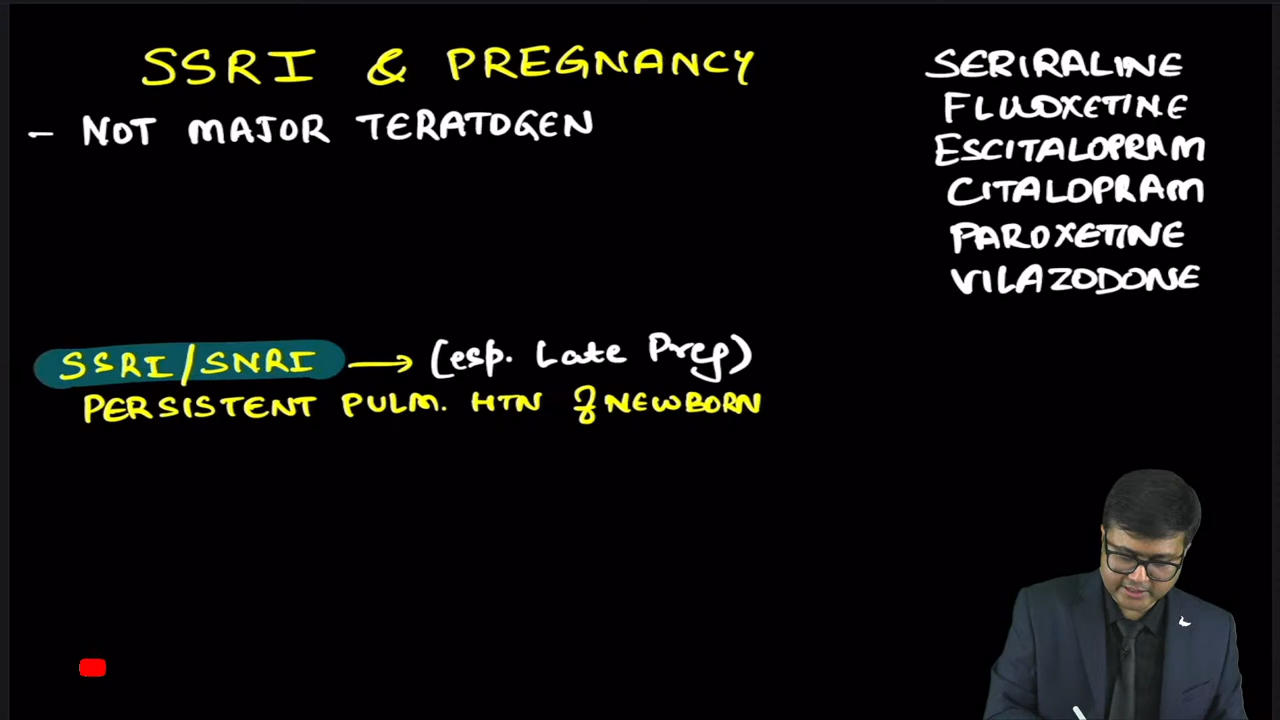 SSRI & PREGNANCY
- NOT MAJOR TERATOGEN
SERIRALINE
FLUOXETINE
ESCITALOPRAM
CITALOPRAM
PAROXETINE
VILAZODONE
SSRI/SNRI → (esp. Late Preg)
PERSISTENT PULM. HTN of NEWBORN